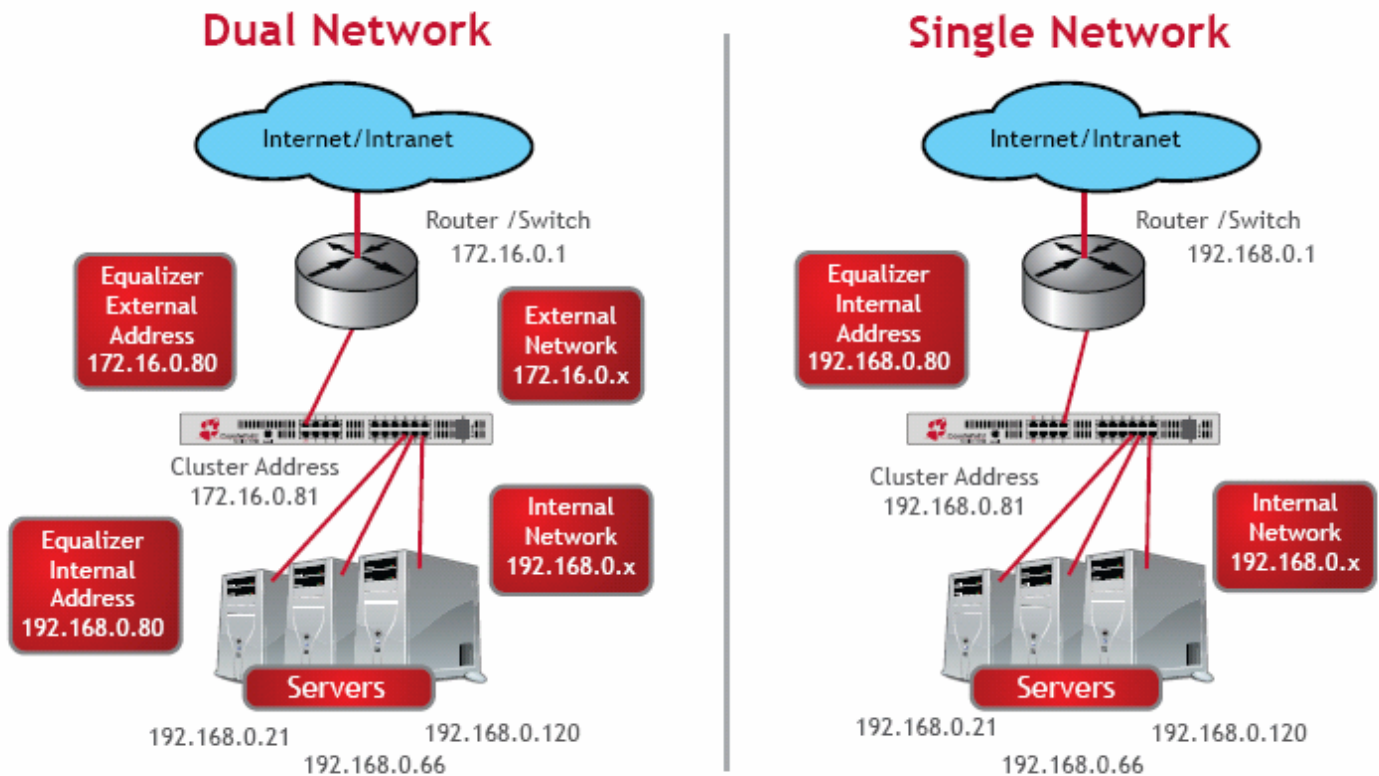 Dual Network
Internet/Intranet
Router /Switch
172.16.0.1
Equalizer
External
Address
172.16.0.80
External
Network
172.16.0.x
Cluster Address
172.16.0.81
Internal
Network
192.168.0.x
Equalizer
Internal
Address
192.168.0.80
Servers
192.168.0.21
192.168.0.66
192.168.0.120
Single Network
Internet/Intranet
Router /Switch
192.168.0.1
Equalizer
Internal
Address
192.168.0.80
Cluster Address
192.168.0.81
Internal
Network
192.168.0.x
Servers
192.168.0.21
192.168.0.66
192.168.0.120